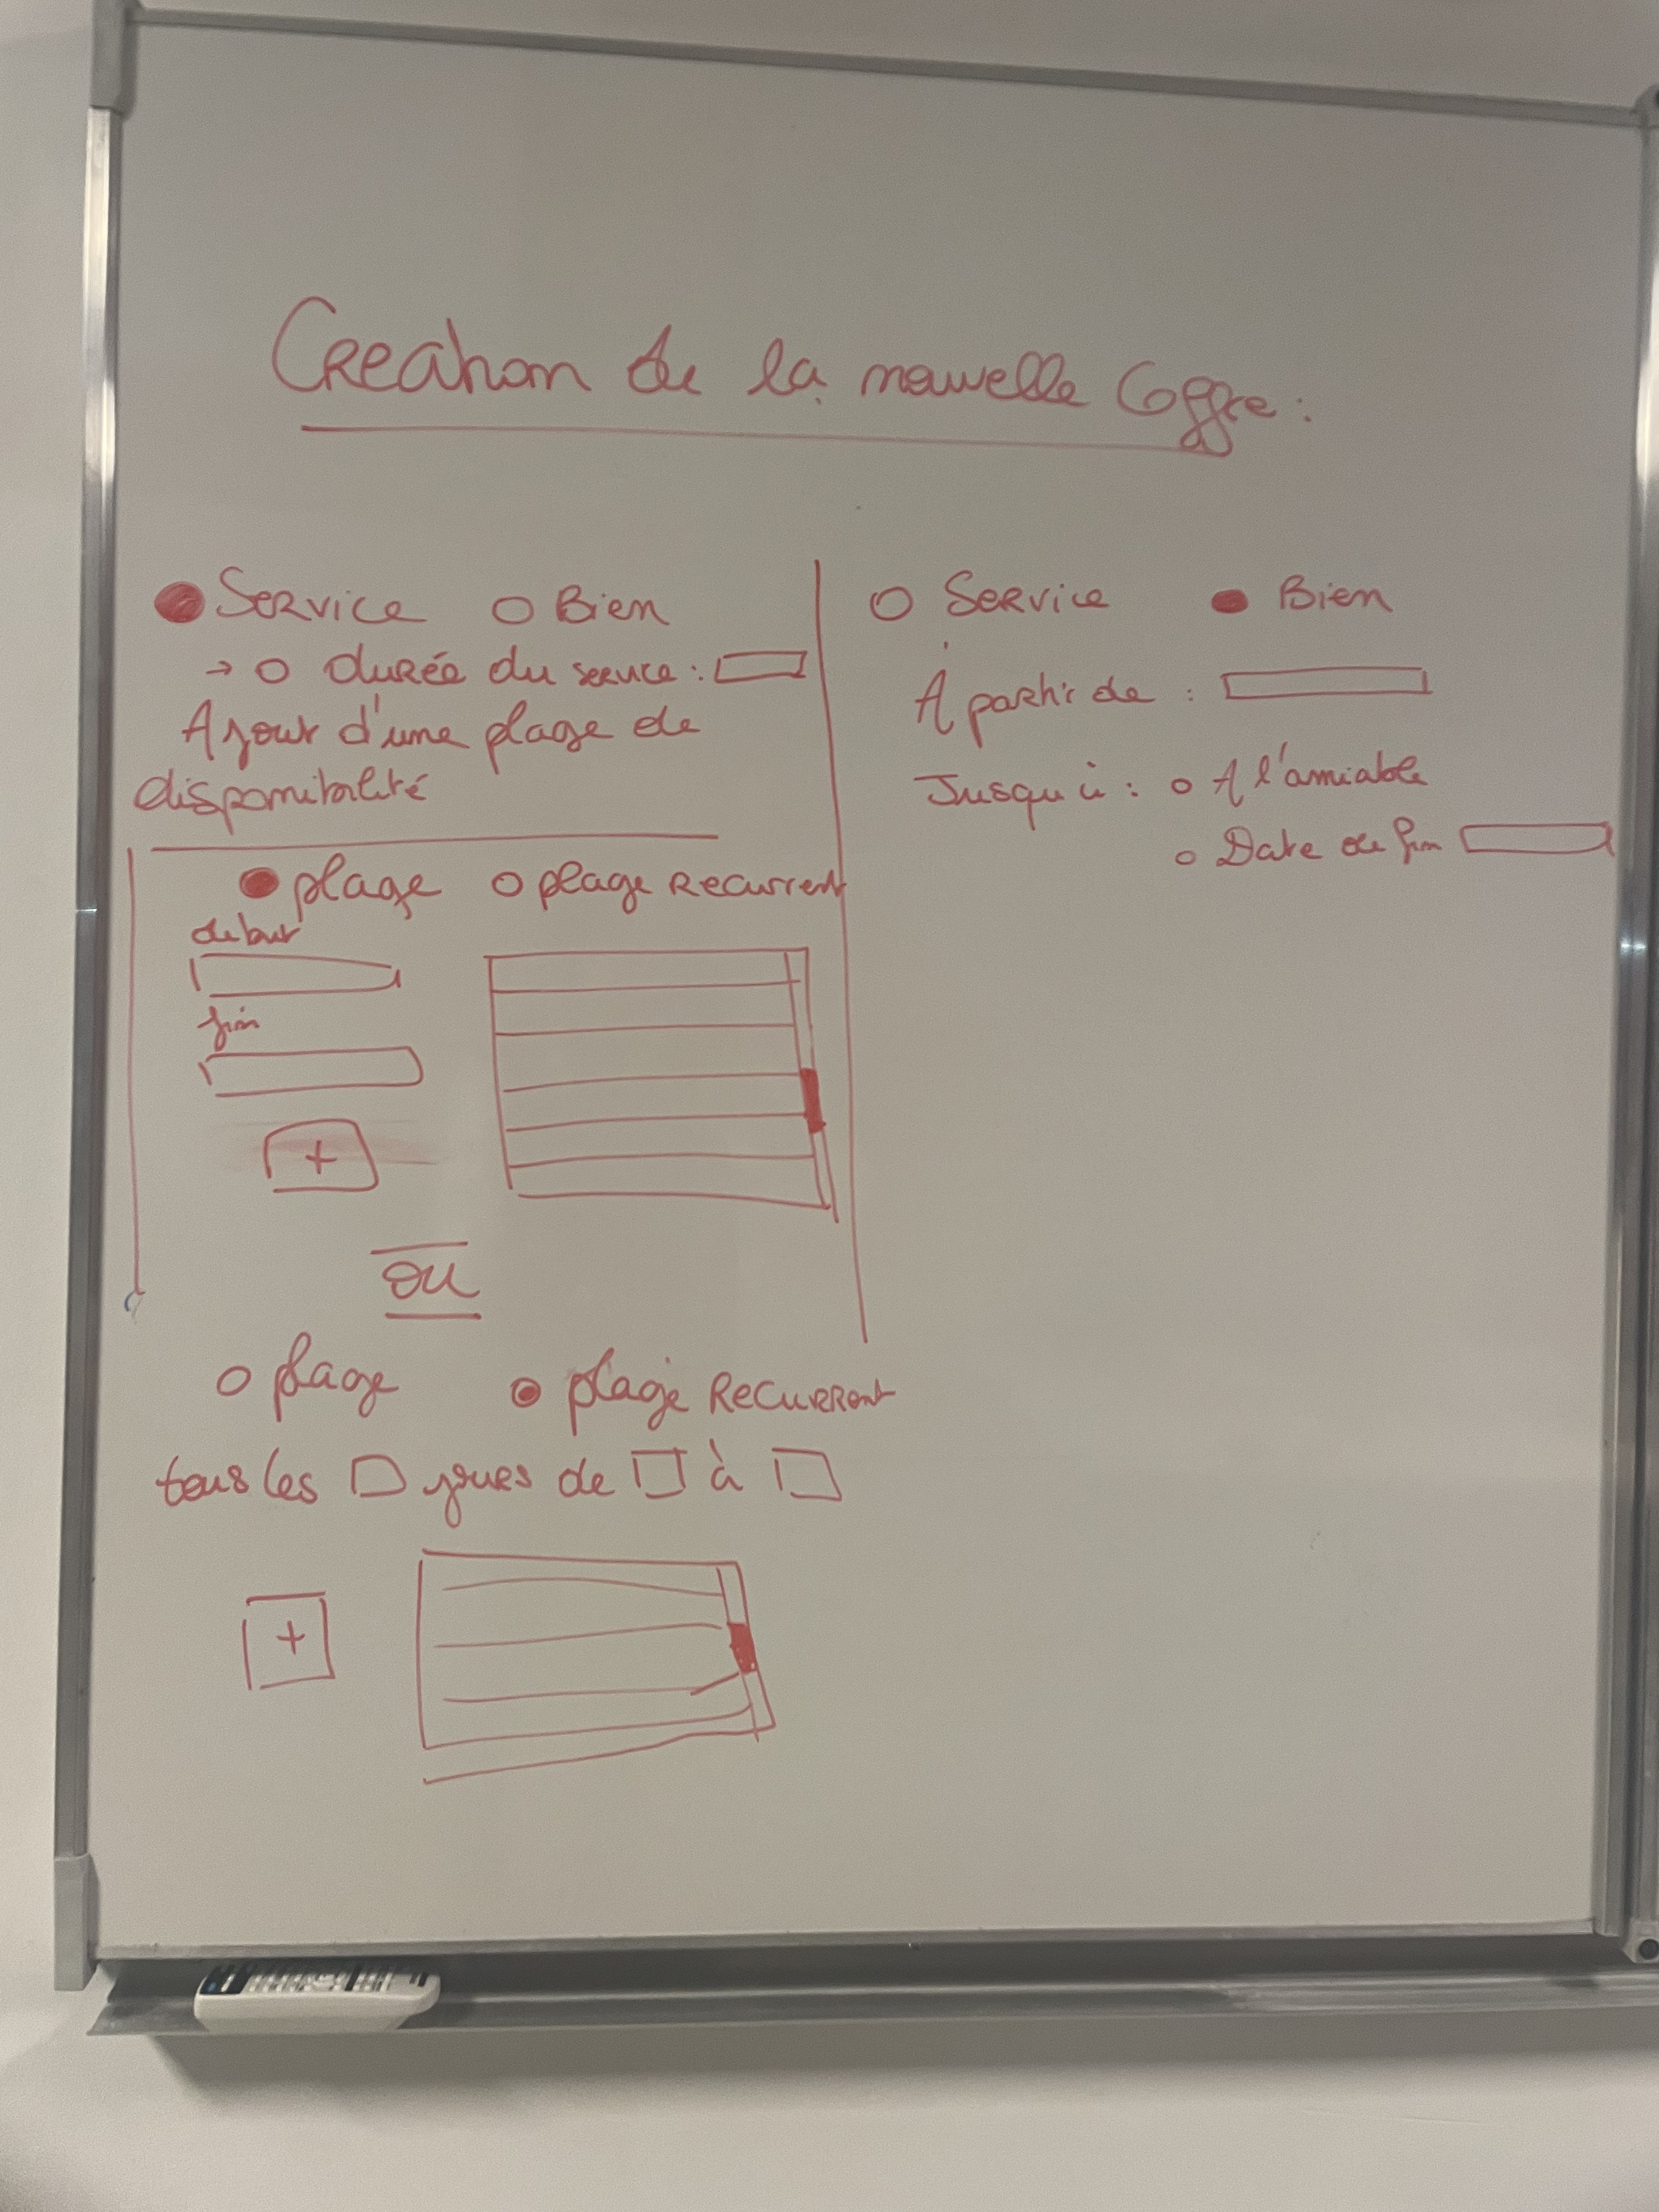 Creation de la nouvelle Offre :
Service Bien
→ durée du service :
Ajout d'une plage de
disponibilité
plage plage Recurrent
debut
fin
+
ou
plage plage Recurrent
tous les jours de à
+
Service Bien
A partir de :
Jusqu'à : A l'amiable
Date de fin